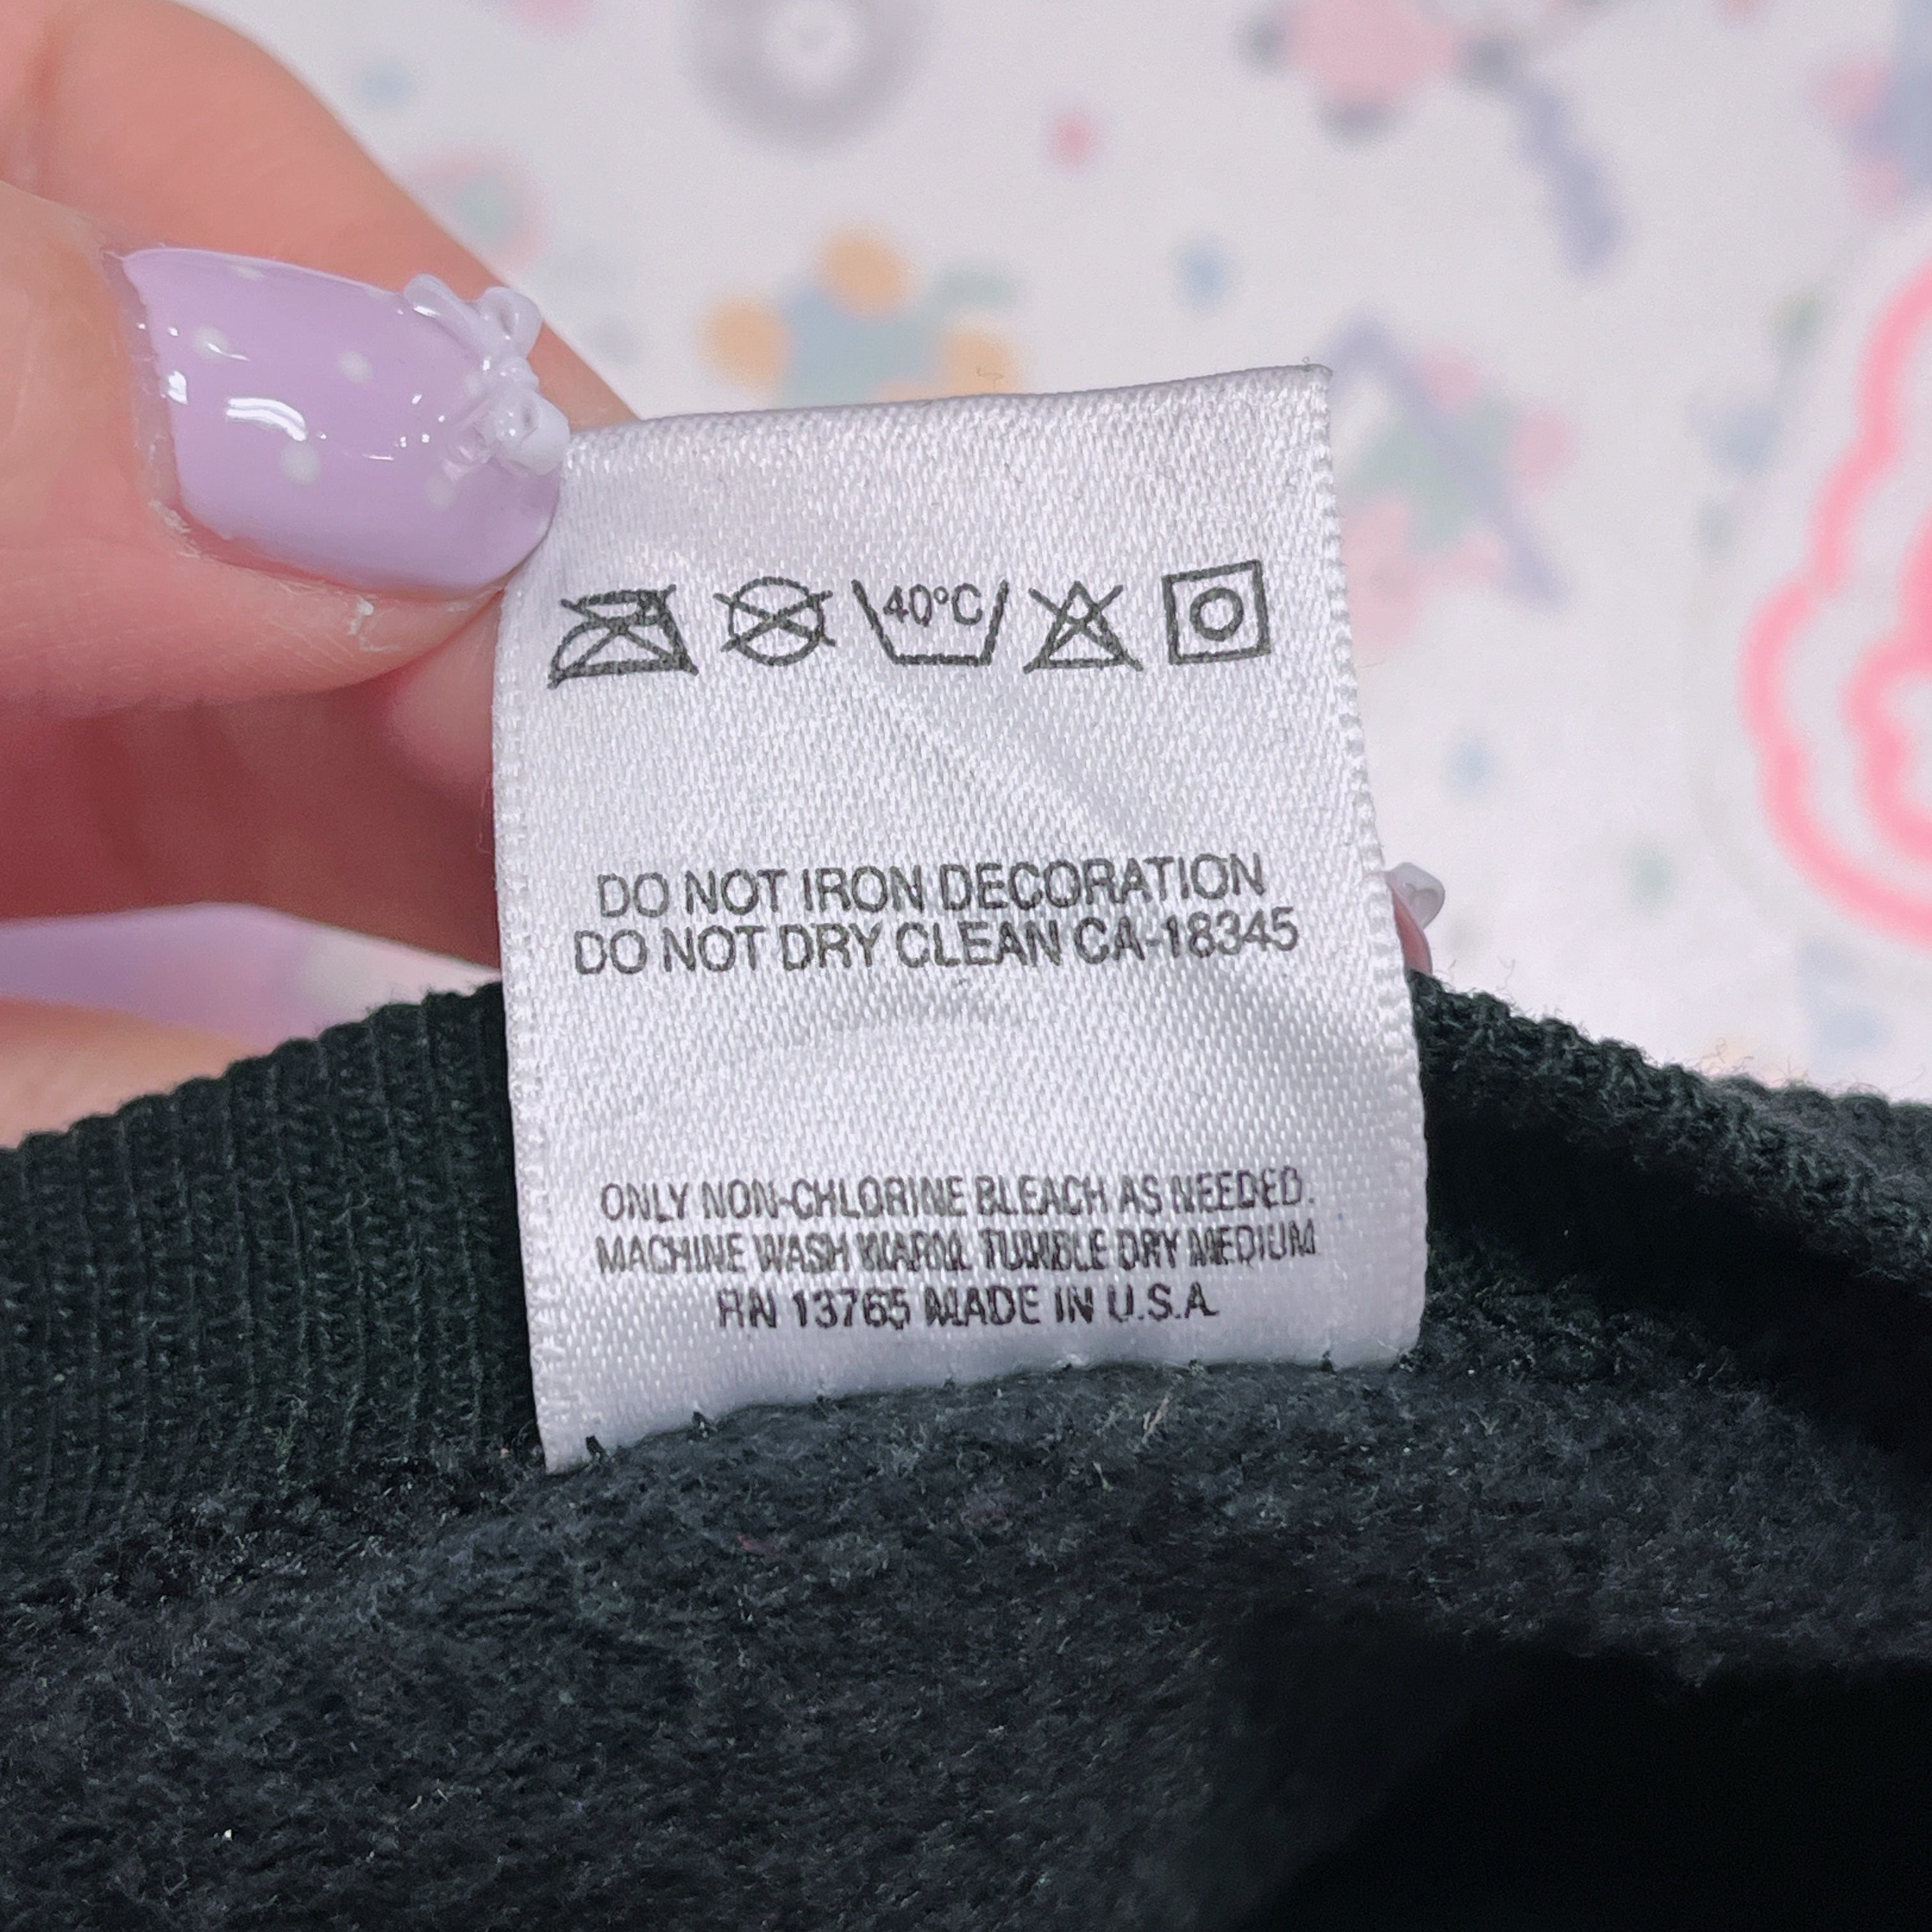 40°C
DO NOT IRON DECORATION
DO NOT DRY CLEAN CA-18345
ONLY NON-CHLORINE BLEACH AS NEEDED.
MACHINE WASH WARM. TUMBLE DRY MEDIUM
RN 13765 MADE IN U.S.A.